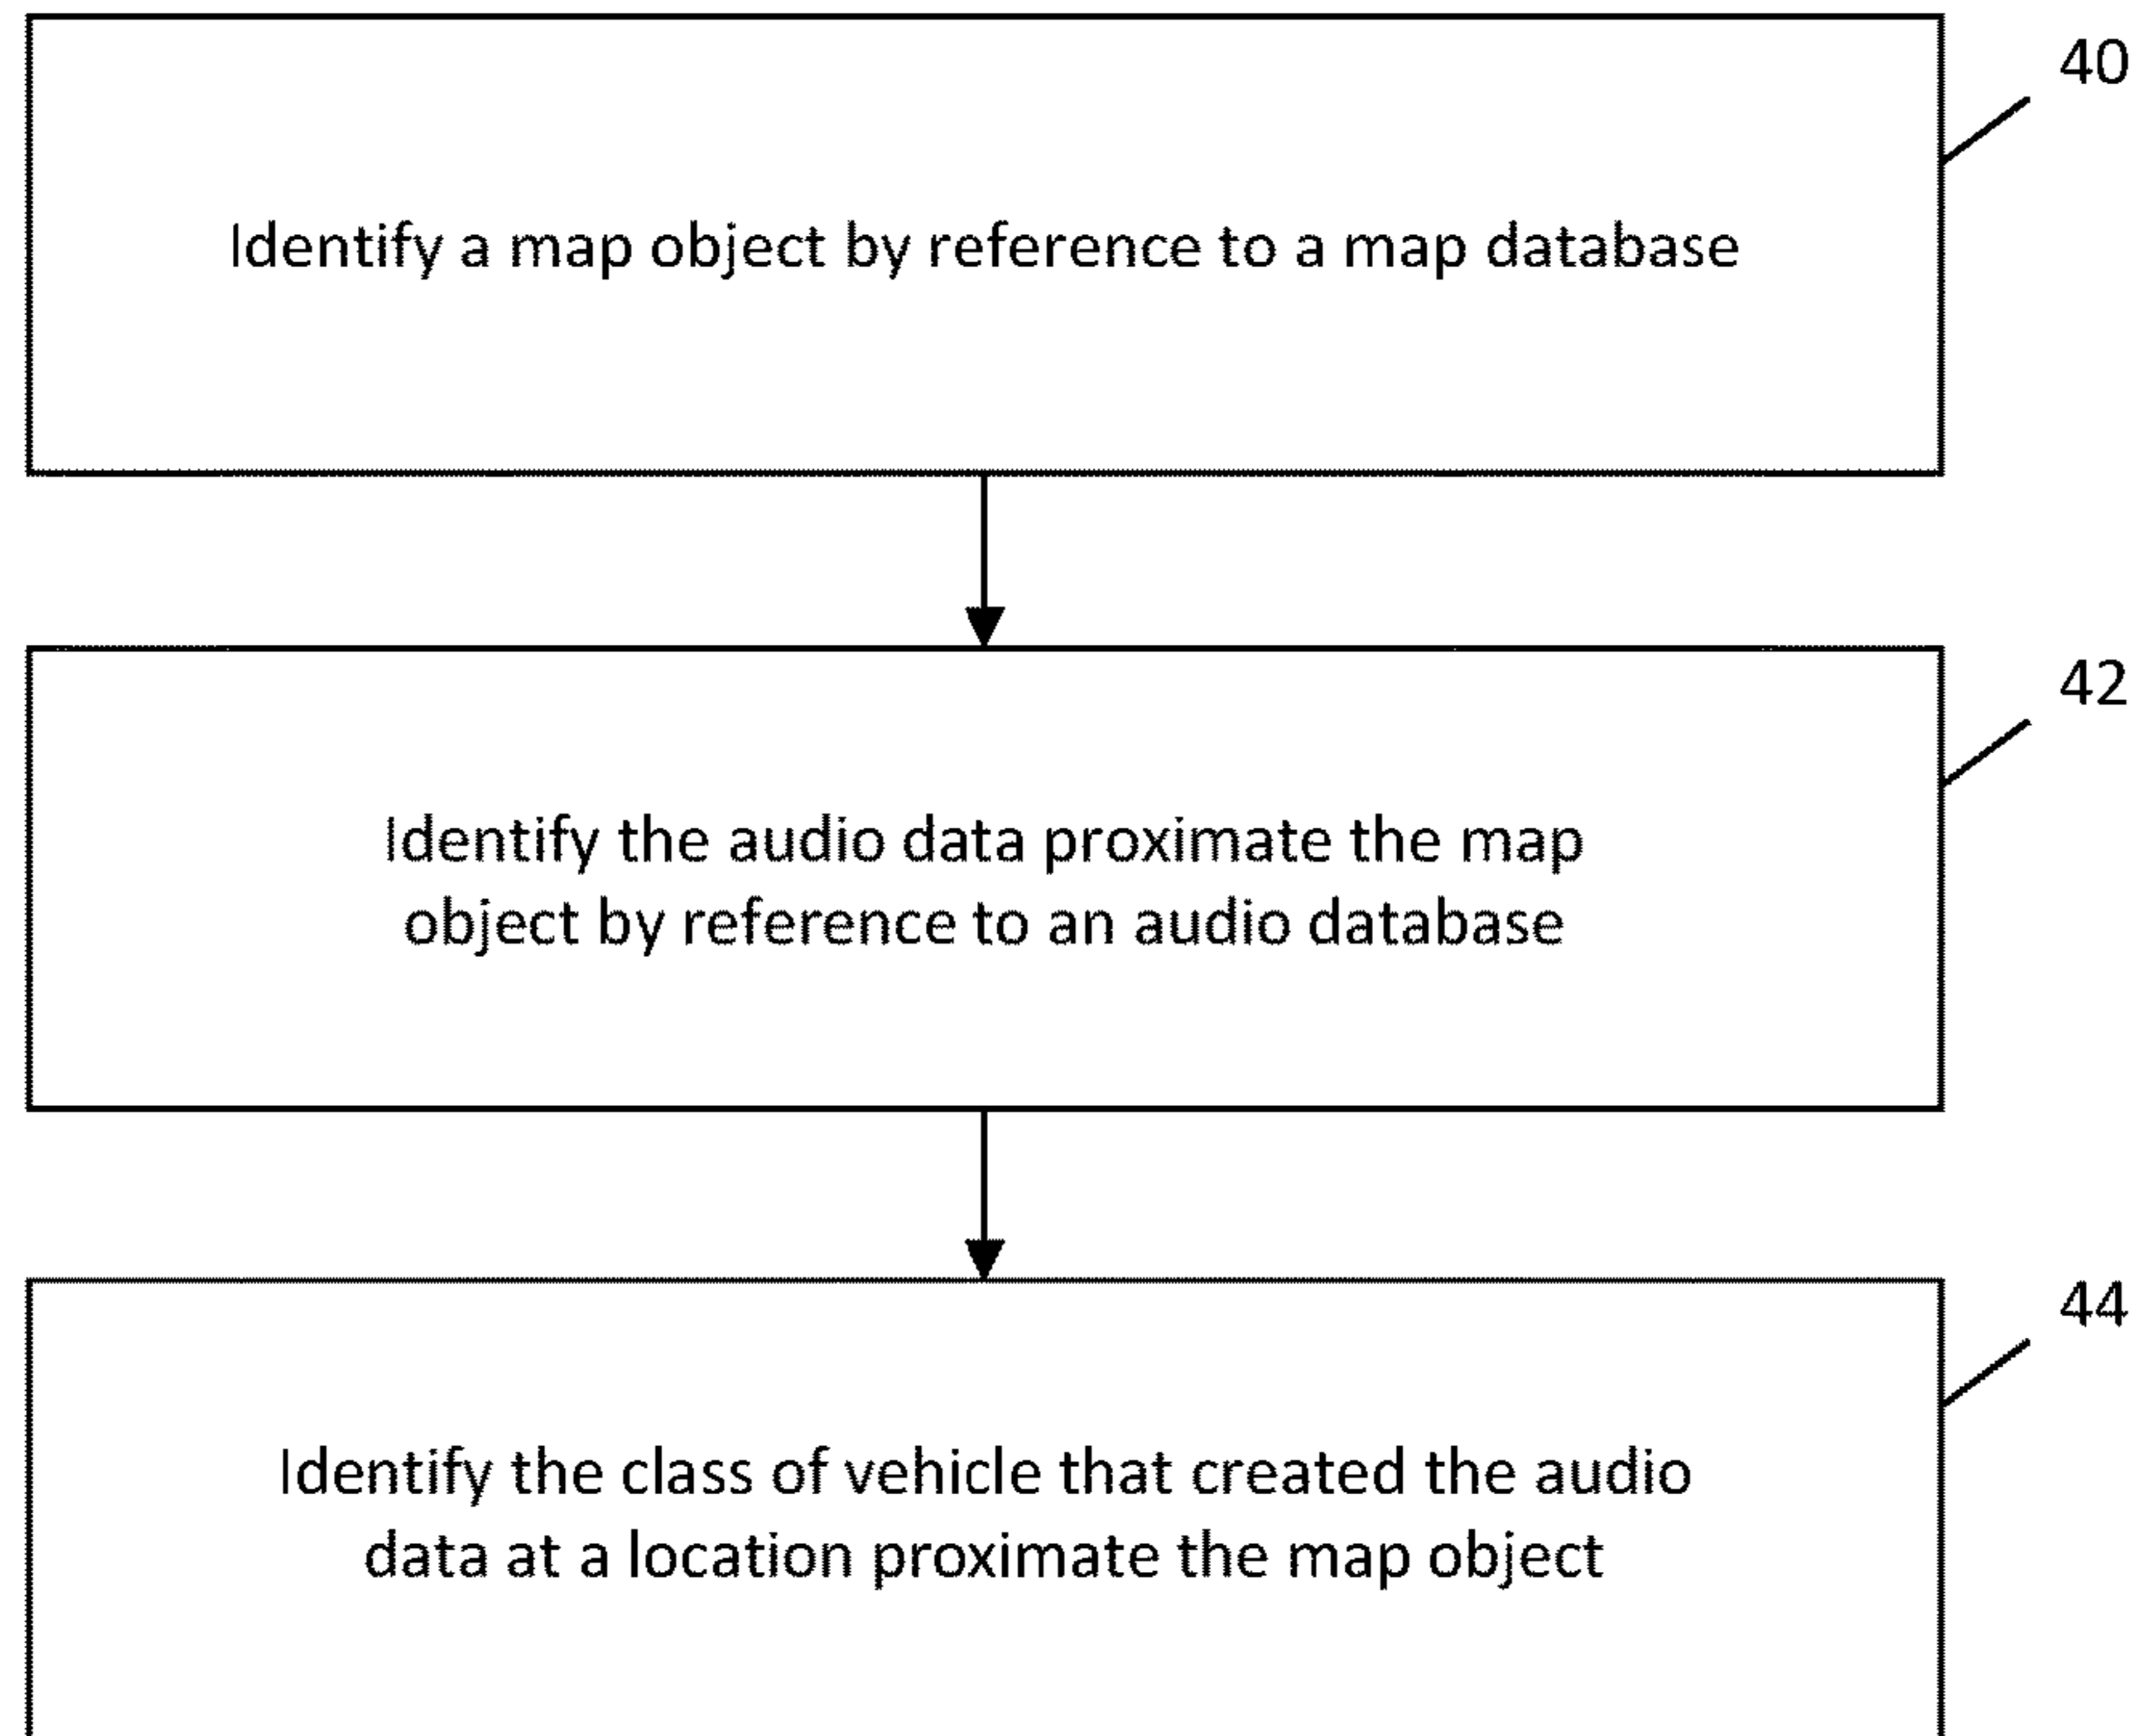 40
Identify a map object by reference to a map database
42
Identify the audio data proximate the map
object by reference to an audio database
44
Identify the class of vehicle that created the audio
data at a location proximate the map object